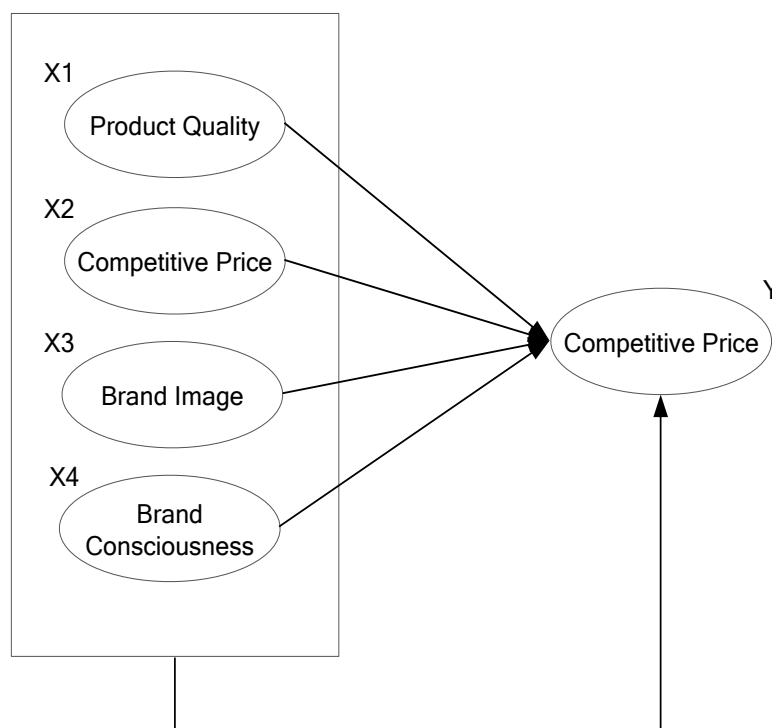 X1
Product Quality
X2
Competitive Price
X3
Brand Image
X4
Brand
Consciousness
Y
Competitive Price